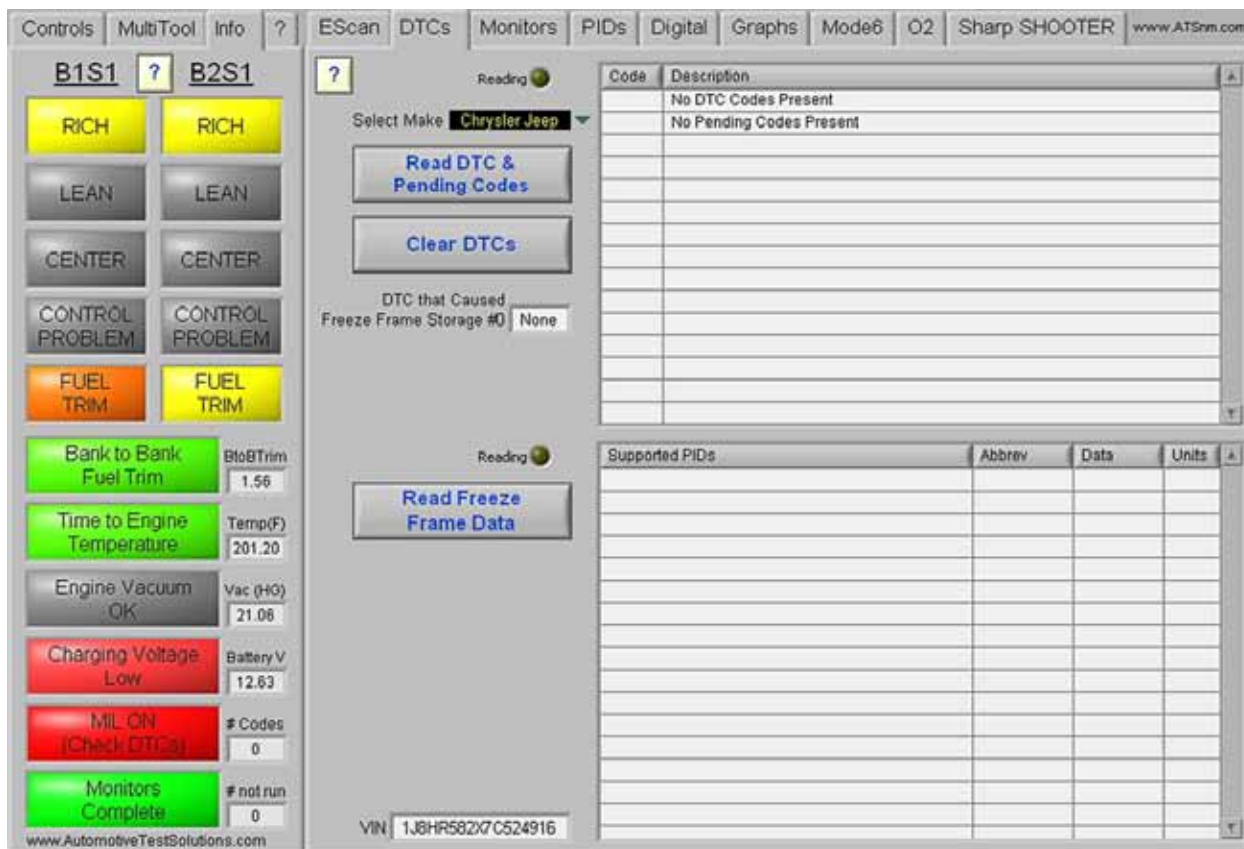 Controls MultiTool Info ?
EScan DTCs Monitors PIDs Digital Graphs Mode6 O2 Sharp SHOOTER www.ATSnm.com
B1S1 ? B2S1
RICH RICH
LEAN LEAN
CENTER CENTER
CONTROL PROBLEM CONTROL PROBLEM
FUEL TRIM FUEL TRIM
Bank to Bank
Fuel Trim
BtoBTrim
1.56
Time to Engine
Temperature
Temp(F)
201.20
Engine Vacuum
OK
Vac (HG)
21.06
Charging Voltage
Low
Battery V
12.63
MIL ON
(Check DTCs)
# Codes
0
Monitors
Complete
# not run
0
www.AutomotiveTestSolutions.com
?
Reading
Select Make Chrysler Jeep
Read DTC &
Pending Codes
Clear DTCs
DTC that Caused
Freeze Frame Storage #0 None
Code Description
No DTC Codes Present
No Pending Codes Present
Reading
Read Freeze
Frame Data
VIN 1J8HR582X7C524916
Supported PIDs Abbrev Data Units